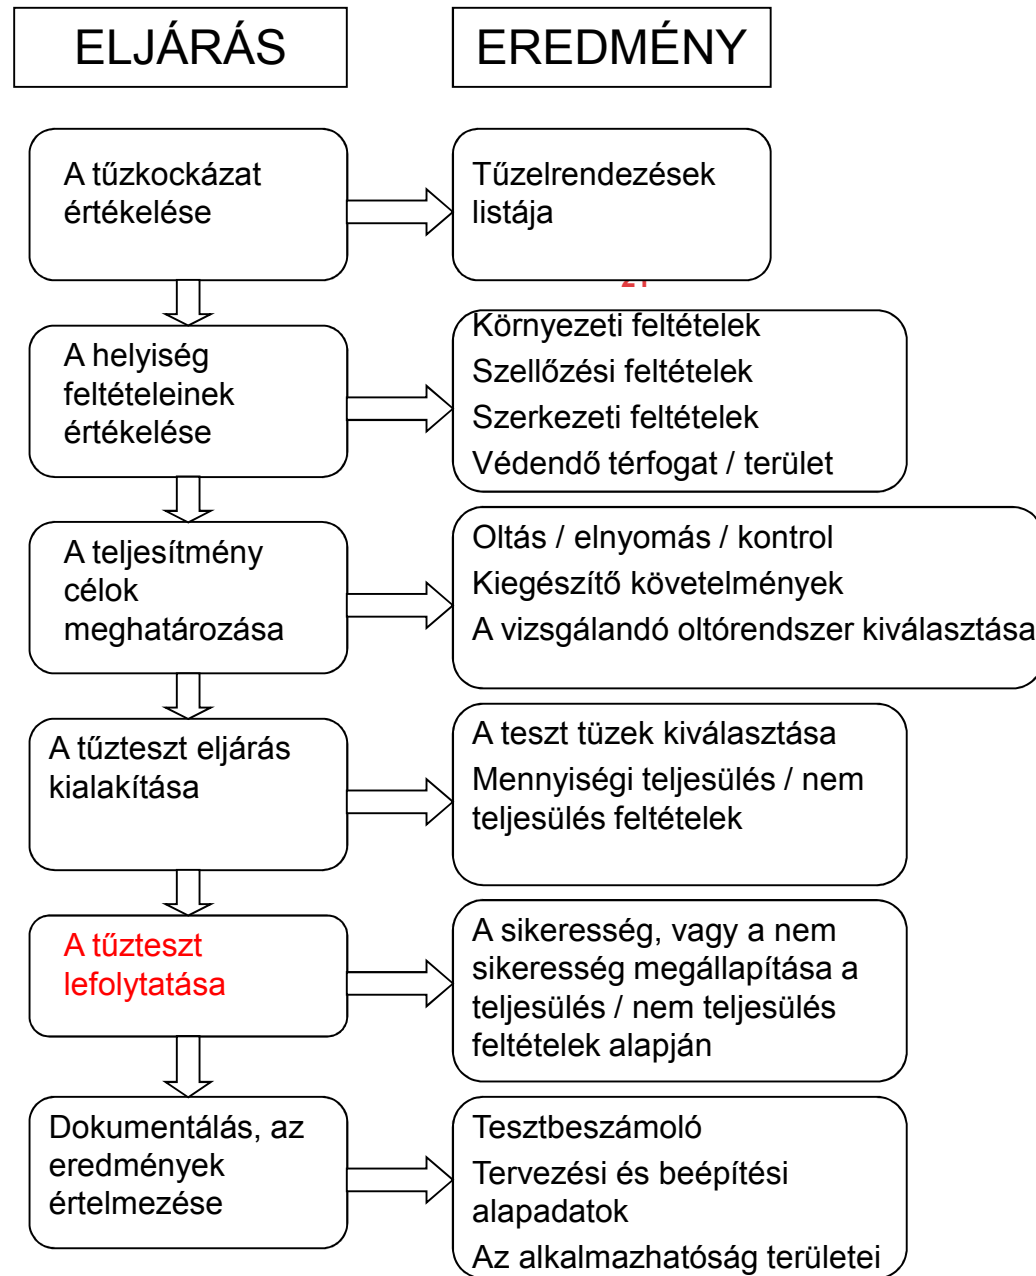 ELJÁRÁS
EREDMÉNY
A tűzkockázat
értékelése
Tűzelrendezések
listája
A helyiség
feltételeinek
értékelése
Környezeti feltételek
Szellőzési feltételek
Szerkezeti feltételek
Védendő térfogat / terület
A teljesítmény
célok
meghatározása
Oltás / elnyomás / kontrol
Kiegészítő követelmények
A vizsgálandó oltórendszer kiválasztása
A tűzteszt eljárás
kialakítása
A teszt tüzek kiválasztása
Mennyiségi teljesülés / nem
teljesülés feltételek
A tűzteszt
lefolytatása
A sikeresség, vagy a nem
sikeresség megállapítása a
teljesülés / nem teljesülés
feltételek alapján
Dokumentálás, az
eredmények
értelmezése
Tesztbeszámoló
Tervezési és beépítési
alapadatok
Az alkalmazhatóság területei